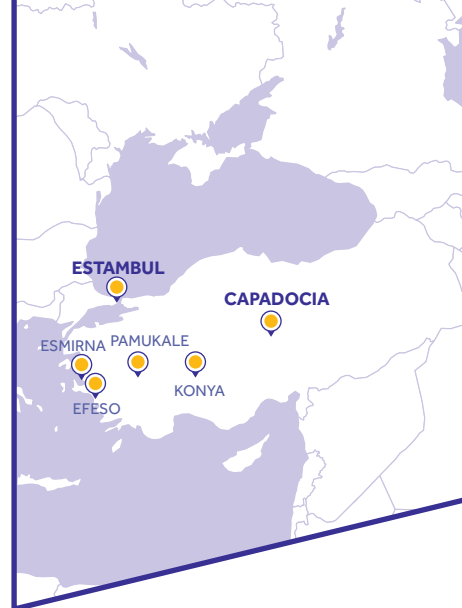 ESTAMBUL
CAPADOCIA
ESMIRNA
PAMUKALE
KONYA
EFESO